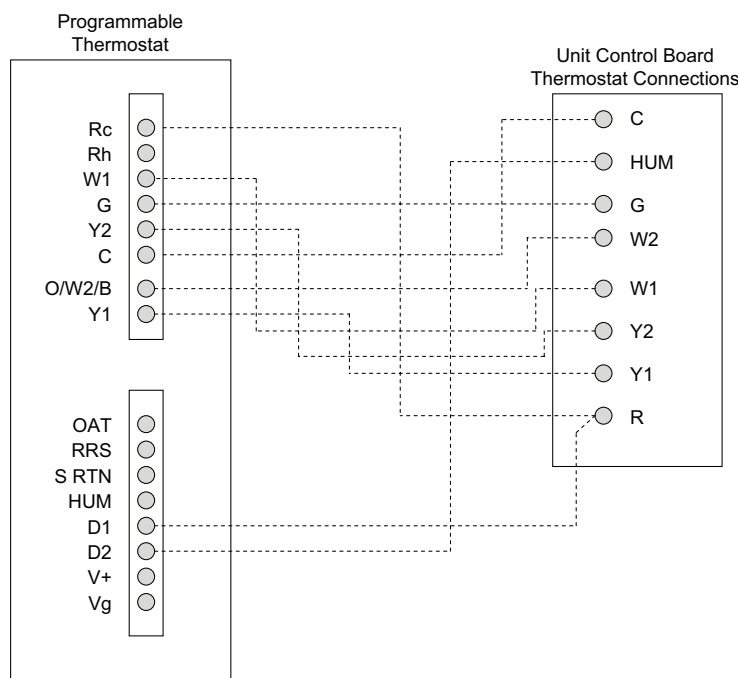 Programmable
Thermostat
Rc
Rh
W1
G
Y2
C
O/W2/B
Y1
OAT
RRS
S RTN
HUM
D1
D2
V+
Vg
Unit Control Board
Thermostat Connections
C
HUM
G
W2
W1
Y2
Y1
R